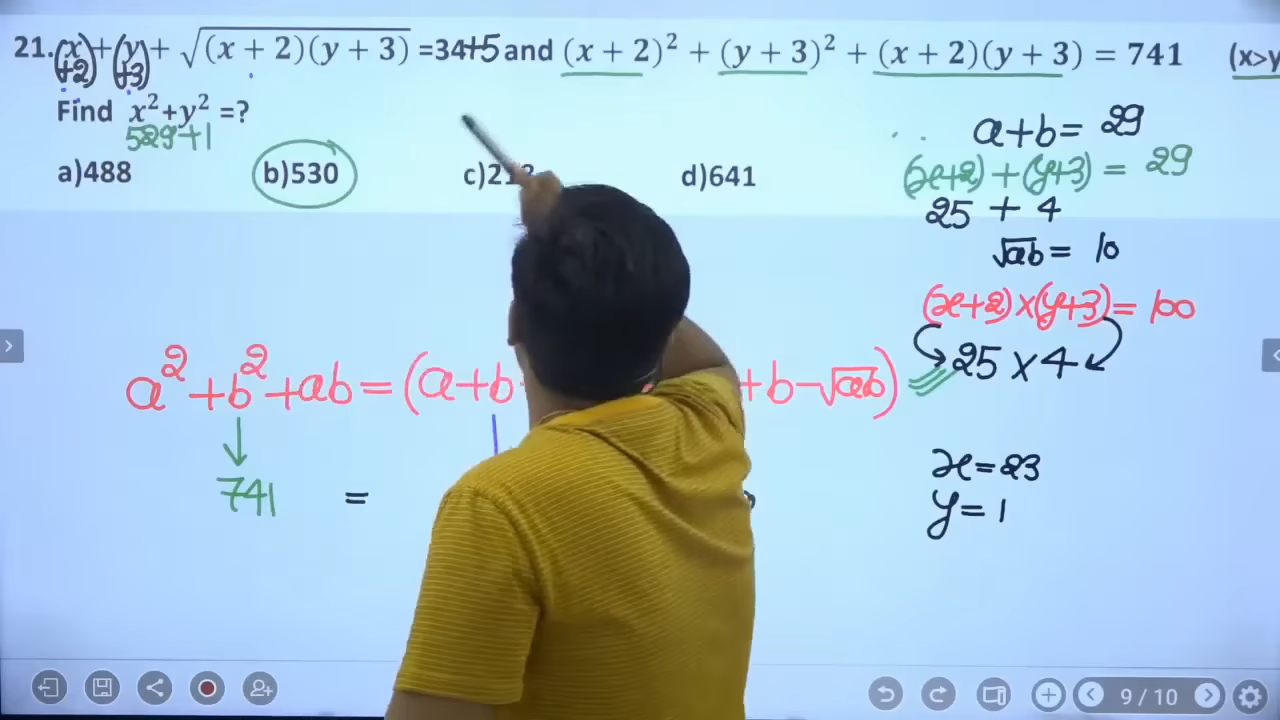 21. (x +2) + (y +3) + √(x + 2)(y + 3) =34+5 and (x + 2)² + (y + 3)² + (x + 2)(y + 3) = 741 (x>y
Find x²+y² =?
529+1
a)488 b)530 d)641
a+b= 29
(x+2) + (y+3) = 29
25 + 4
√ab = 10
(x+2)×(y+3)= 100
25 × 4
a²+b²+ab=(a+b +b-√ab)
741 =
x=23
y=1
9 / 10